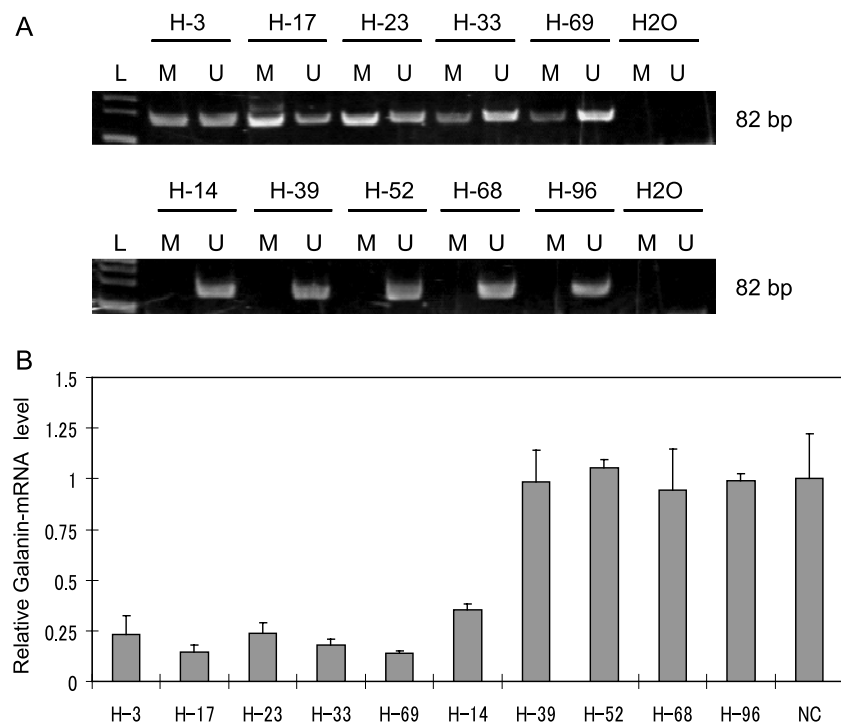 A
H-3 H-17 H-23 H-33 H-69 H2O
L M U M U M U M U M U M U
82 bp
H-14 H-39 H-52 H-68 H-96 H2O
L M U M U M U M U M U M U
82 bp
B
Relative Galanin-mRNA level
1.5
1.25
1
0.75
0.5
0.25
0
H-3 H-17 H-23 H-33 H-69 H-14 H-39 H-52 H-68 H-96 NC